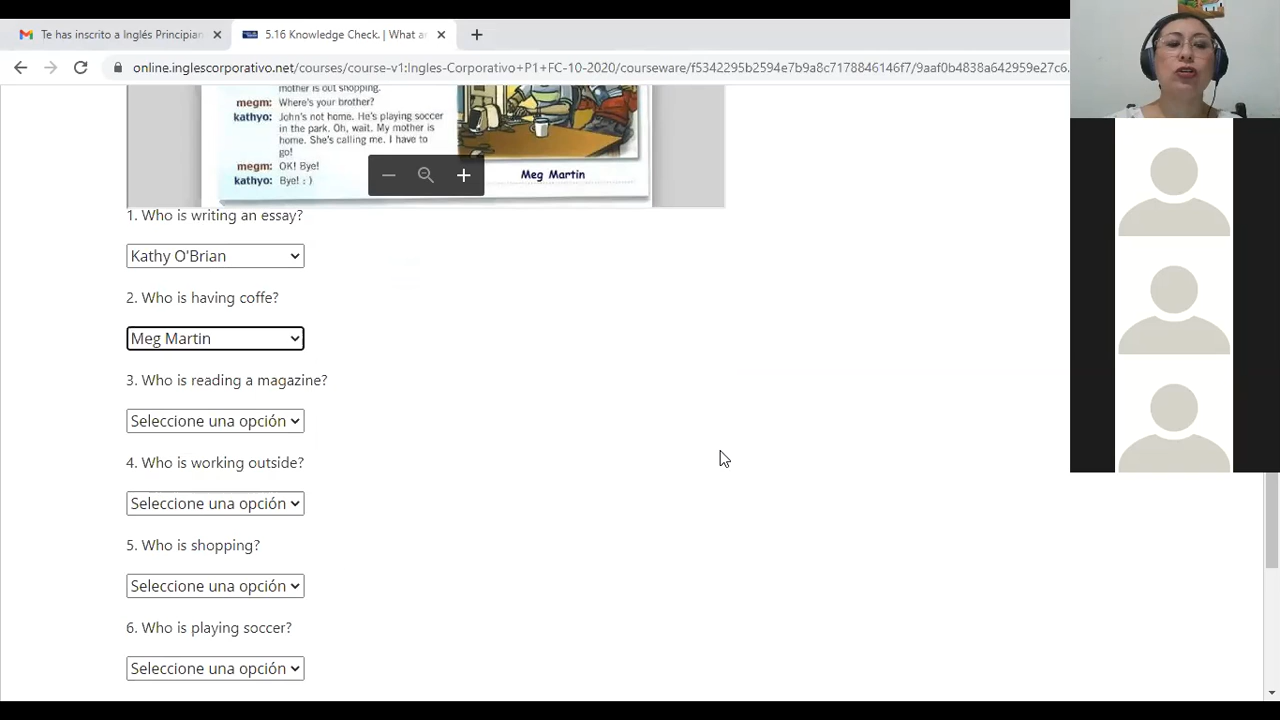 Te has inscrito a Inglés Principian
5.16 Knowledge Check. | What ar
online.inglescorporativo.net/courses/course-v1:Ingles-Corporativo+P1+FC-10-2020/courseware/f5342295b2594e7b9a8c7178846146f7/9aaf0b4838a642959e27c6.
mother is out shopping.
megm: Where's your brother?
kathyo: John's not home. He's playing soccer
in the park. Oh, wait. My mother is
home. She's calling me. I have to
go!
megm: OK! Bye!
kathyo: Bye! : )
Meg Martin
1. Who is writing an essay?
Kathy O'Brian
2. Who is having coffe?
Meg Martin
3. Who is reading a magazine?
Seleccione una opción
4. Who is working outside?
Seleccione una opción
5. Who is shopping?
Seleccione una opción
6. Who is playing soccer?
Seleccione una opción